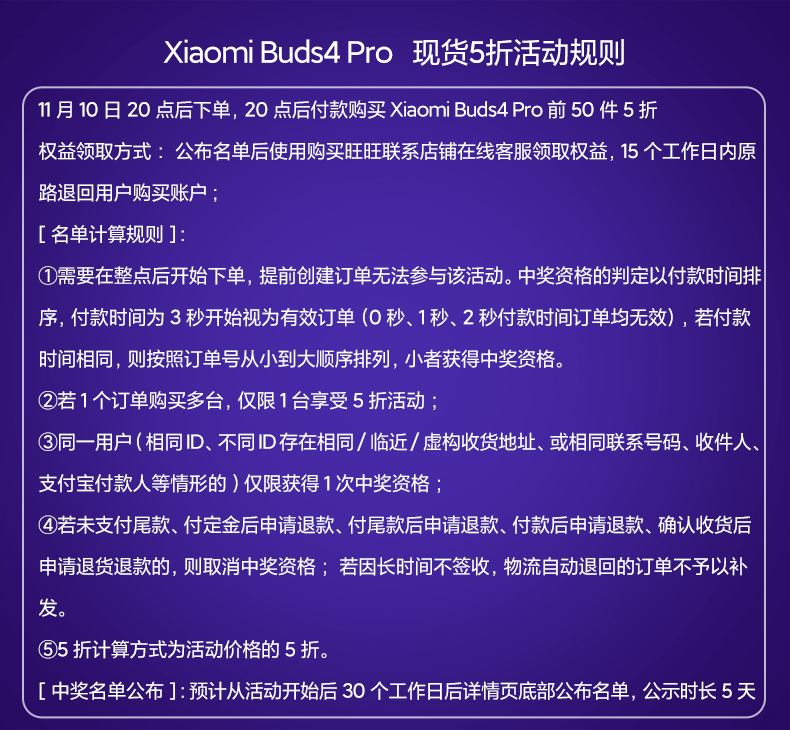 Xiaomi Buds4 Pro 现货5折活动规则
11 月 10 日 20 点后下单, 20 点后付款购买 Xiaomi Buds4 Pro 前 50 件 5 折
权益领取方式 : 公布名单后使用购买旺旺联系店铺在线客服领取权益, 15 个工作日内原
路退回用户购买账户 ;
[ 名单计算规则 ] :
①需要在整点后开始下单, 提前创建订单无法参与该活动。中奖资格的判定以付款时间排
序, 付款时间为 3 秒开始视为有效订单 (0 秒、1 秒、2 秒付款时间订单均无效) , 若付款
时间相同, 则按照订单号从小到大顺序排列, 小者获得中奖资格。
②若 1 个订单购买多台, 仅限 1 台享受 5 折活动 ;
③同一用户 ( 相同 ID、不同 ID 存在相同 / 临近 / 虚构收货地址、或相同联系号码、收件人、
支付宝付款人等情形的 ) 仅限获得 1 次中奖资格 ;
④若未支付尾款、付定金后申请退款、付尾款后申请退款、付款后申请退款、确认收货后
申请退货退款的, 则取消中奖资格 ; 若因长时间不签收, 物流自动退回的订单不予以补
发。
⑤5 折计算方式为活动价格的 5 折。
[ 中奖名单公布 ] : 预计从活动开始后 30 个工作日后详情页底部公布名单, 公示时长 5 天